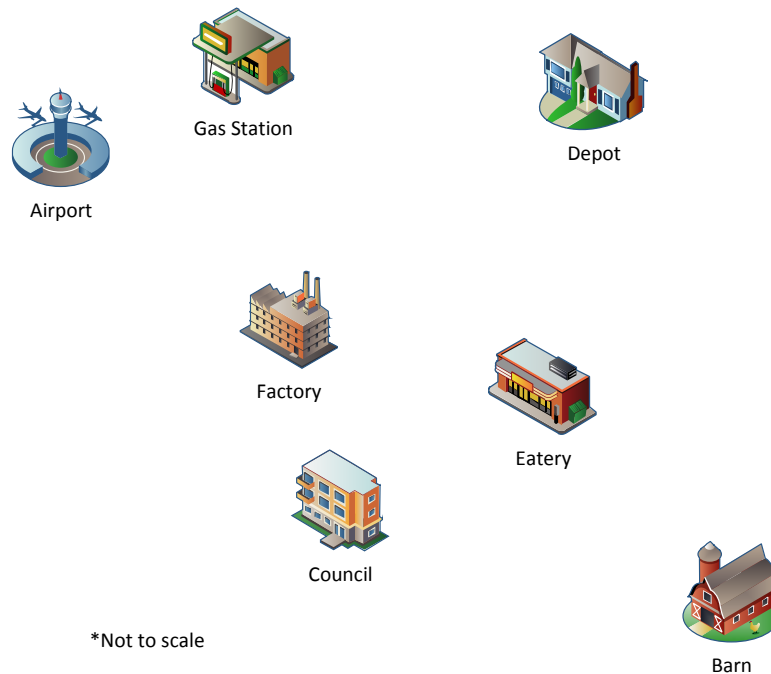 Gas Station
Depot
Airport
Factory
Eatery
Council
*Not to scale
Barn